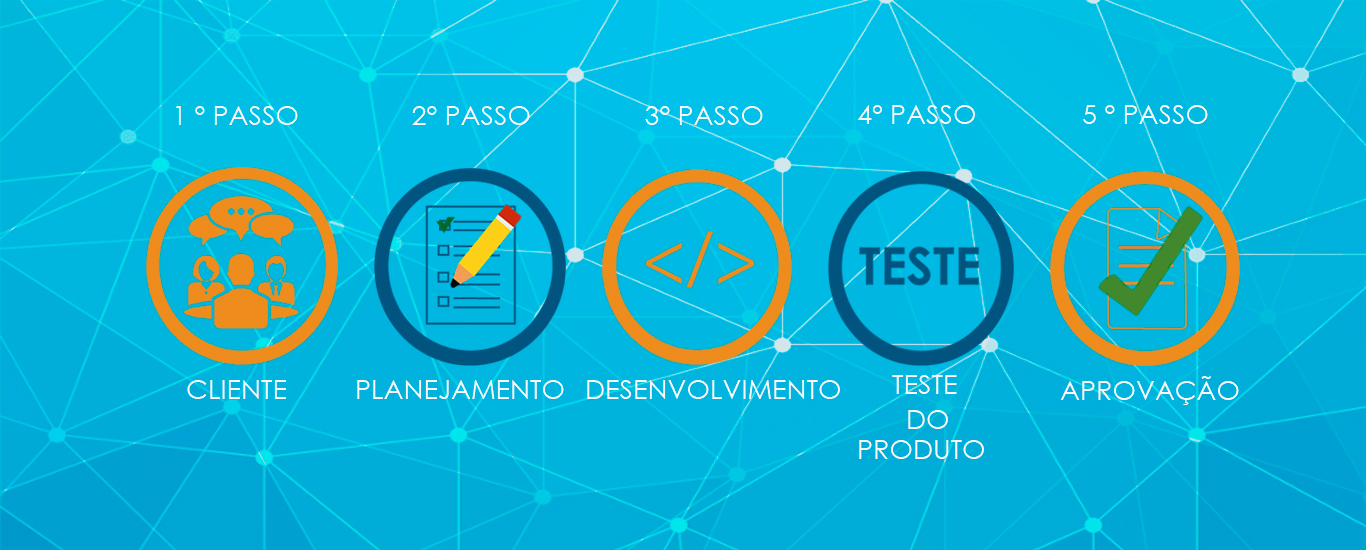 1 º PASSO
2º PASSO
3º PASSO
4º PASSO
5 º PASSO
</>
TESTE
CLIENTE
PLANEJAMENTO
DESENVOLVIMENTO
TESTE
DO
PRODUTO
APROVAÇÃO